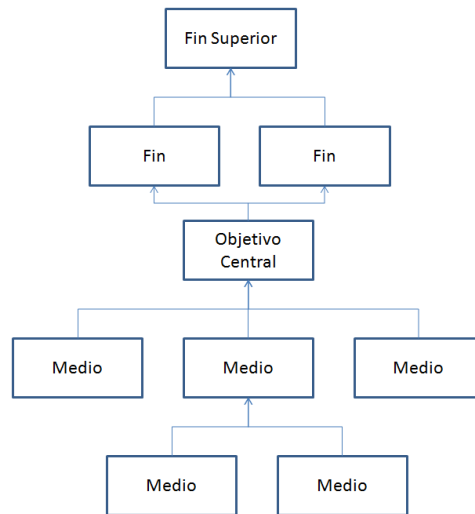 Fin Superior
Fin
Fin
Objetivo
Central
Medio
Medio
Medio
Medio
Medio